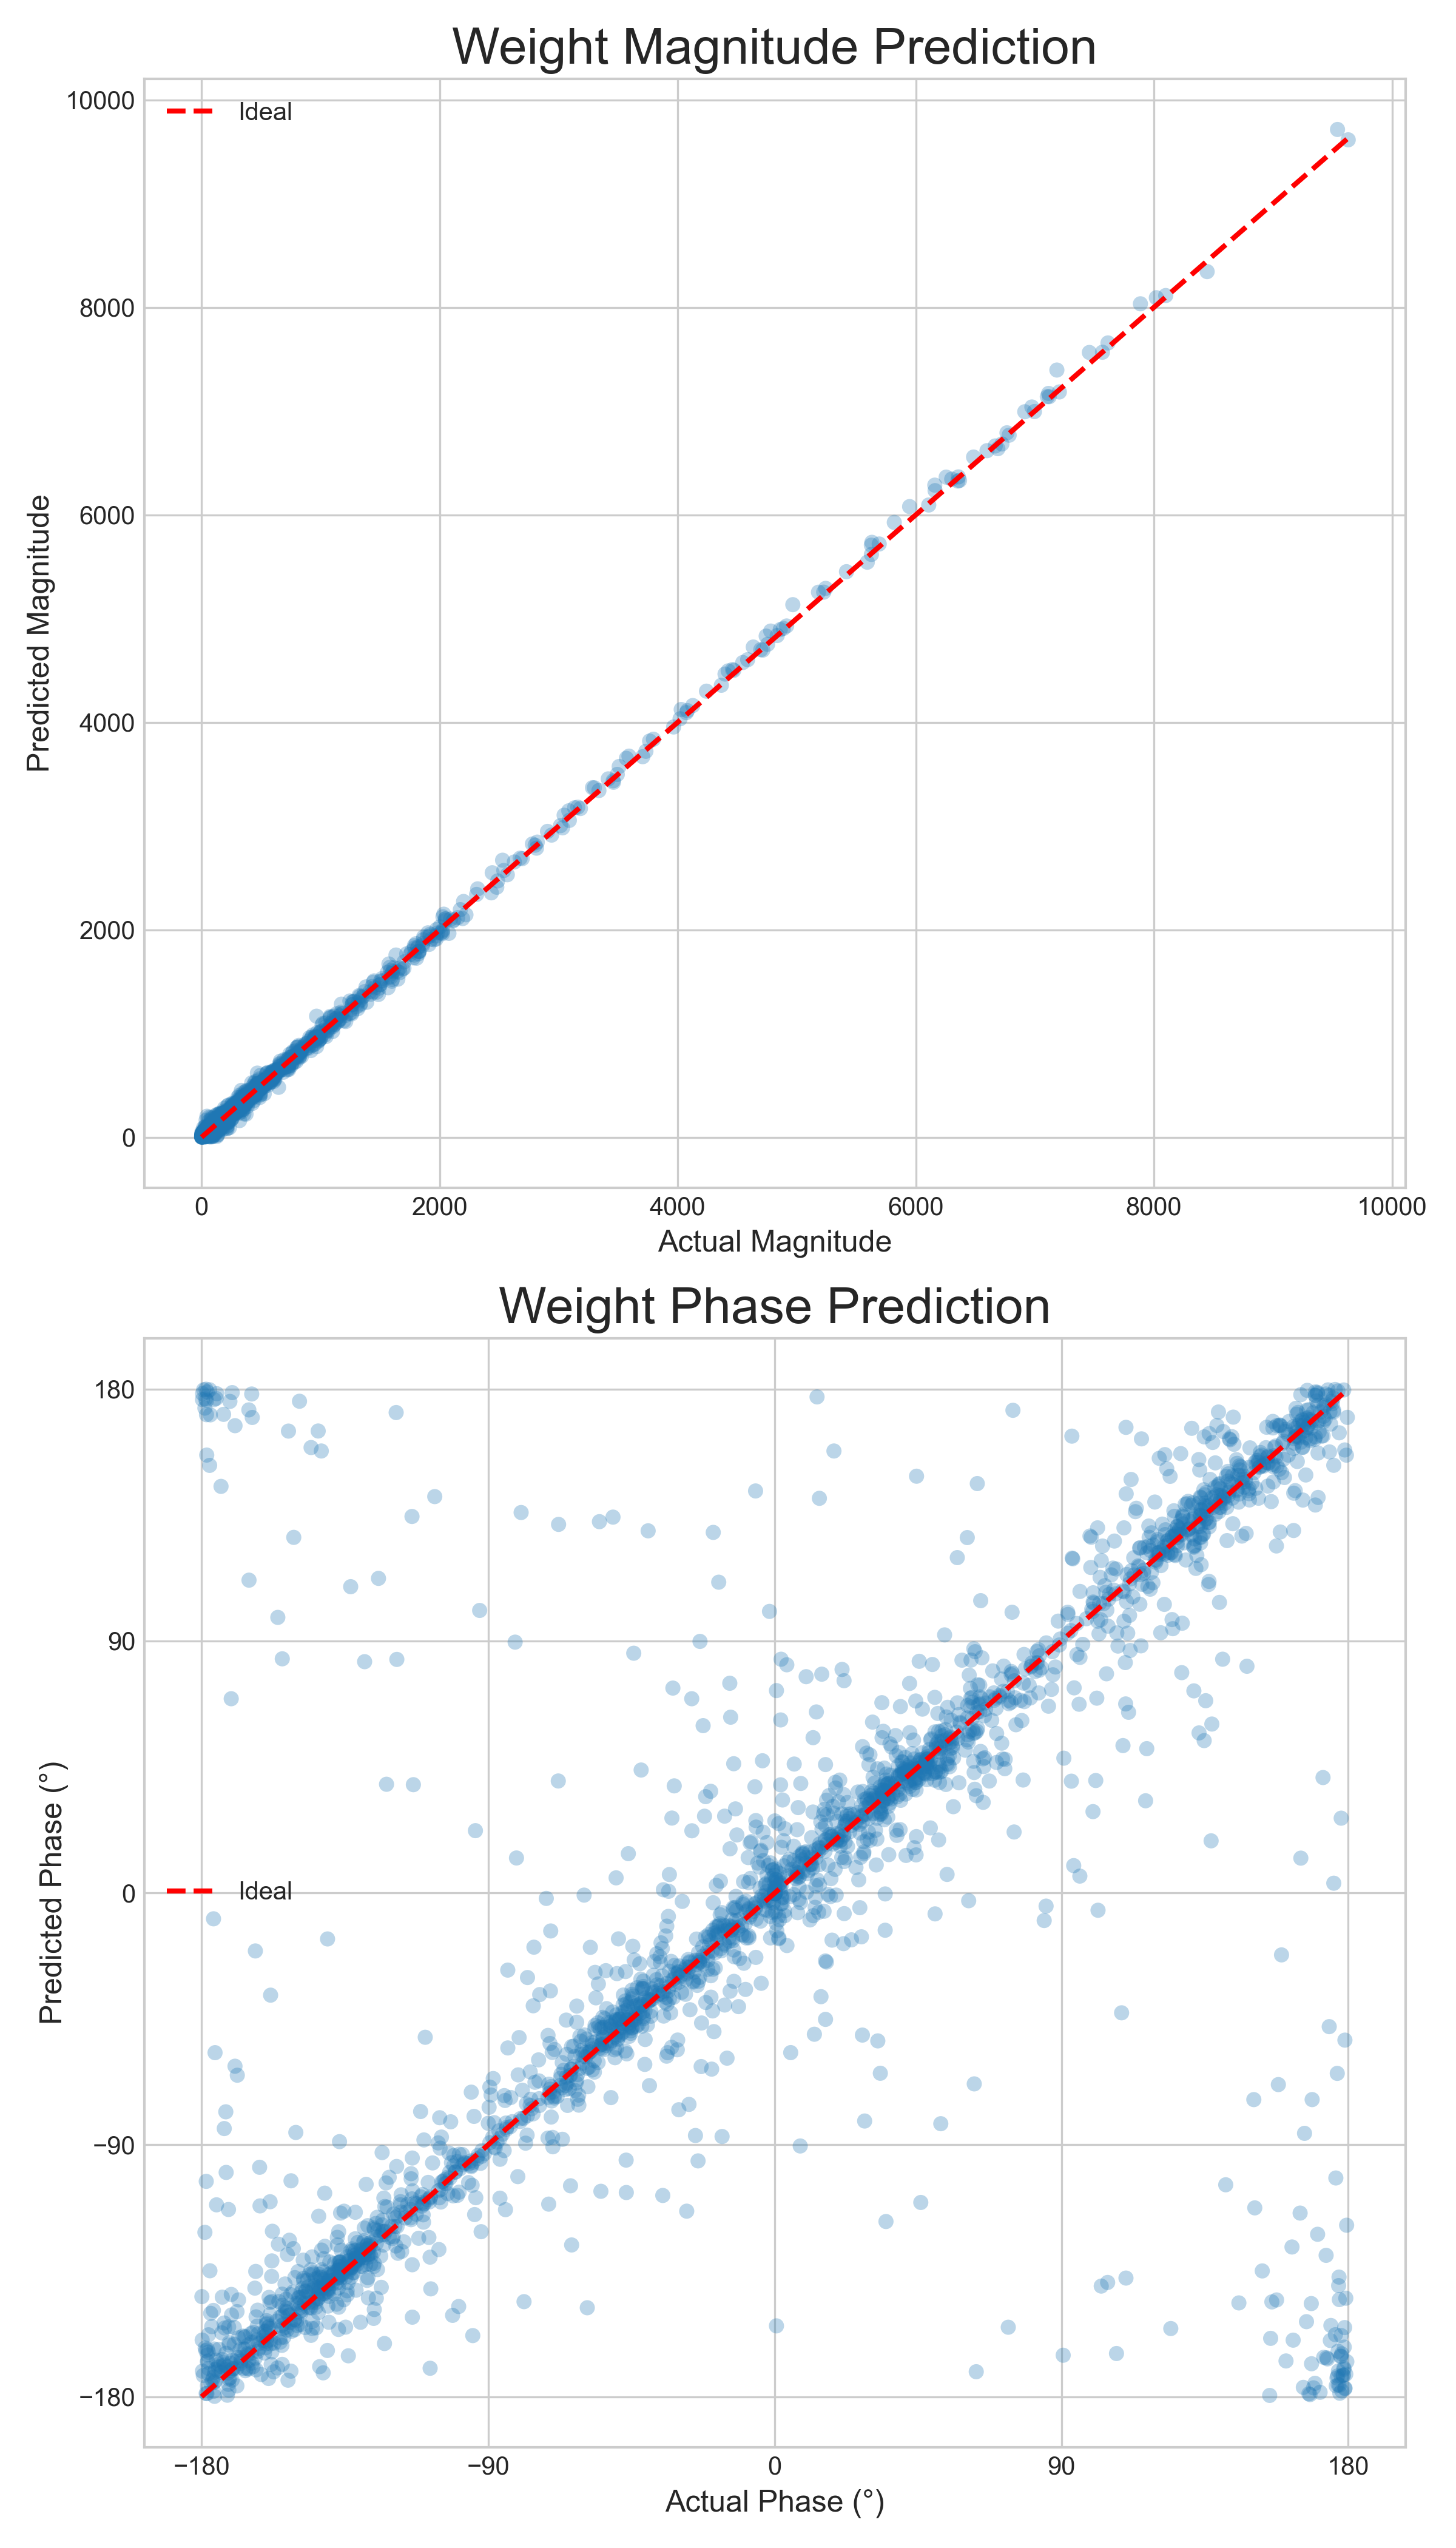 Weight Magnitude Prediction
10000
Ideal
8000
Predicted Magnitude
6000
4000
2000
0
0 2000 4000 6000 8000 10000
Actual Magnitude
Weight Phase Prediction
180
90
Predicted Phase (°)
0
Ideal
−90
−180
−180 −90 0 90 180
Actual Phase (°)